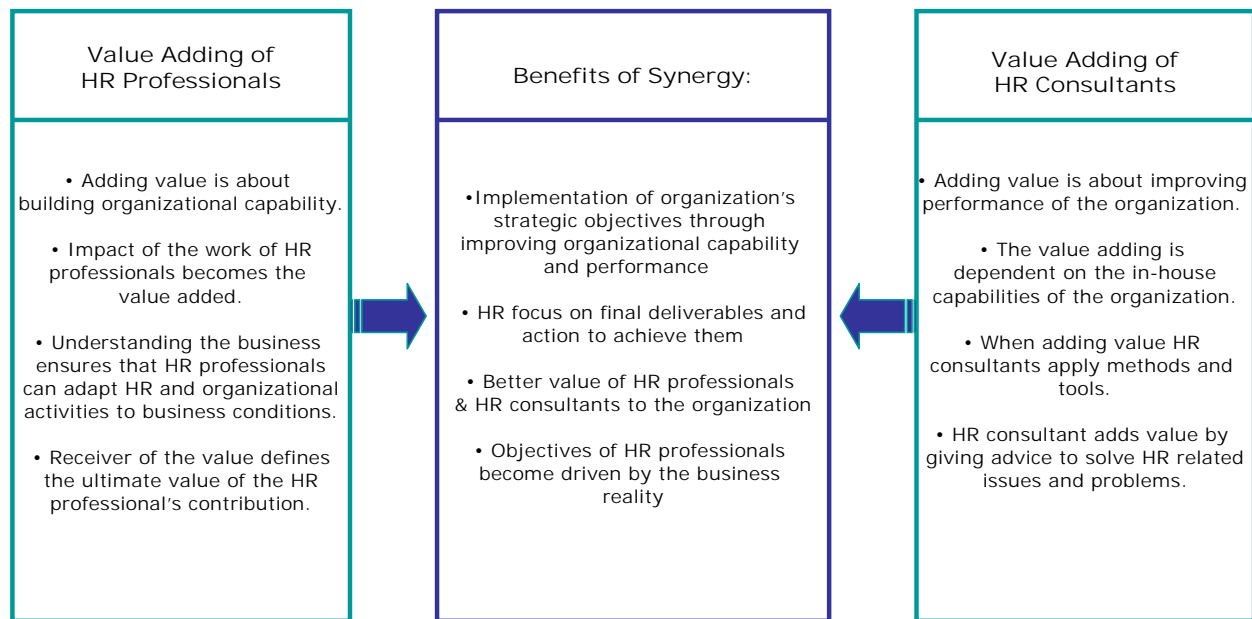 Value Adding of
HR Professionals
• Adding value is about
building organizational capability.
• Impact of the work of HR
professionals becomes the
value added.
• Understanding the business
ensures that HR professionals
can adapt HR and organizational
activities to business conditions.
• Receiver of the value defines
the ultimate value of the HR
professional's contribution.
Benefits of Synergy:
•Implementation of organization's
strategic objectives through
improving organizational capability
and performance
• HR focus on final deliverables and
action to achieve them
• Better value of HR professionals
& HR consultants to the organization
• Objectives of HR professionals
become driven by the business
reality
Value Adding of
HR Consultants
• Adding value is about improving
performance of the organization.
• The value adding is
dependent on the in-house
capabilities of the organization.
• When adding value HR
consultants apply methods and
tools.
• HR consultant adds value by
giving advice to solve HR related
issues and problems.